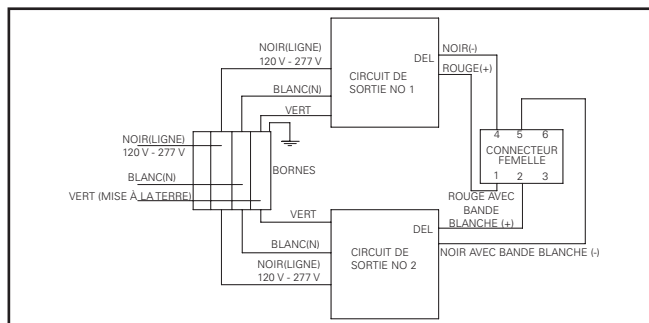 NOIR(LIGNE)
120 V - 277 V
BLANC(N)
VERT
CIRCUIT DE
SORTIE NO 1
DEL
NOIR(-)
ROUGE(+)
NOIR(LIGNE)
120 V - 277 V
BLANC(N)
VERT (MISE À LA TERRE)
BORNES
4 5 6
CONNECTEUR
FEMELLE
1 2 3
ROUGE AVEC
BANDE
BLANCHE (+)
VERT
BLANC(N)
NOIR(LIGNE)
120 V - 277 V
CIRCUIT DE
SORTIE NO 2
DEL
NOIR AVEC BANDE BLANCHE (-)